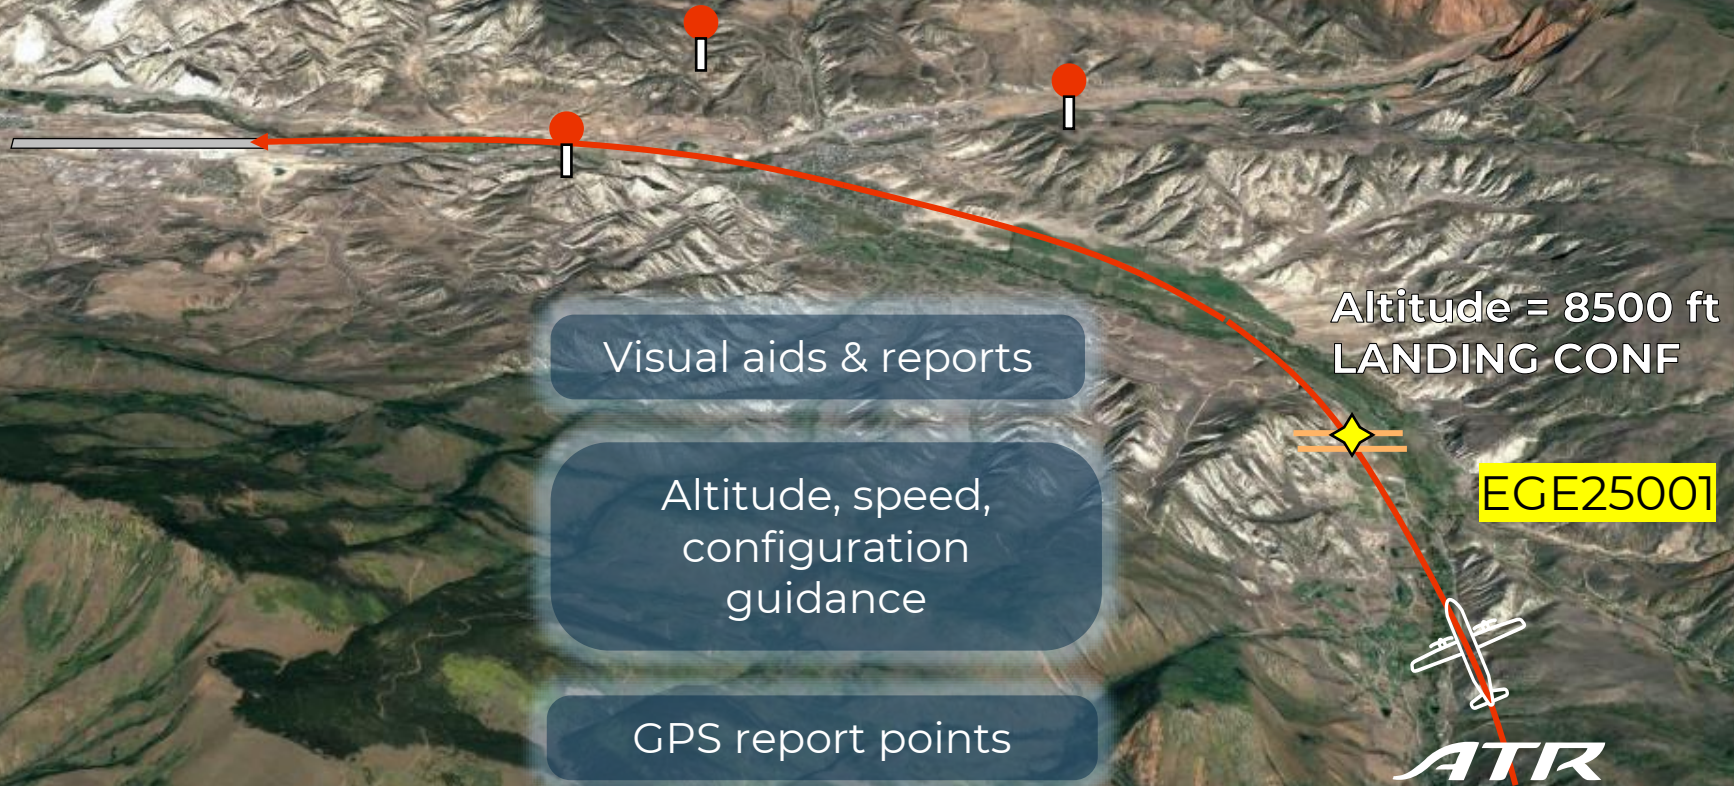 Altitude = 8500 ft
LANDING CONF
Visual aids & reports
EGE25001
Altitude, speed,
configuration
guidance
GPS report points
ATR